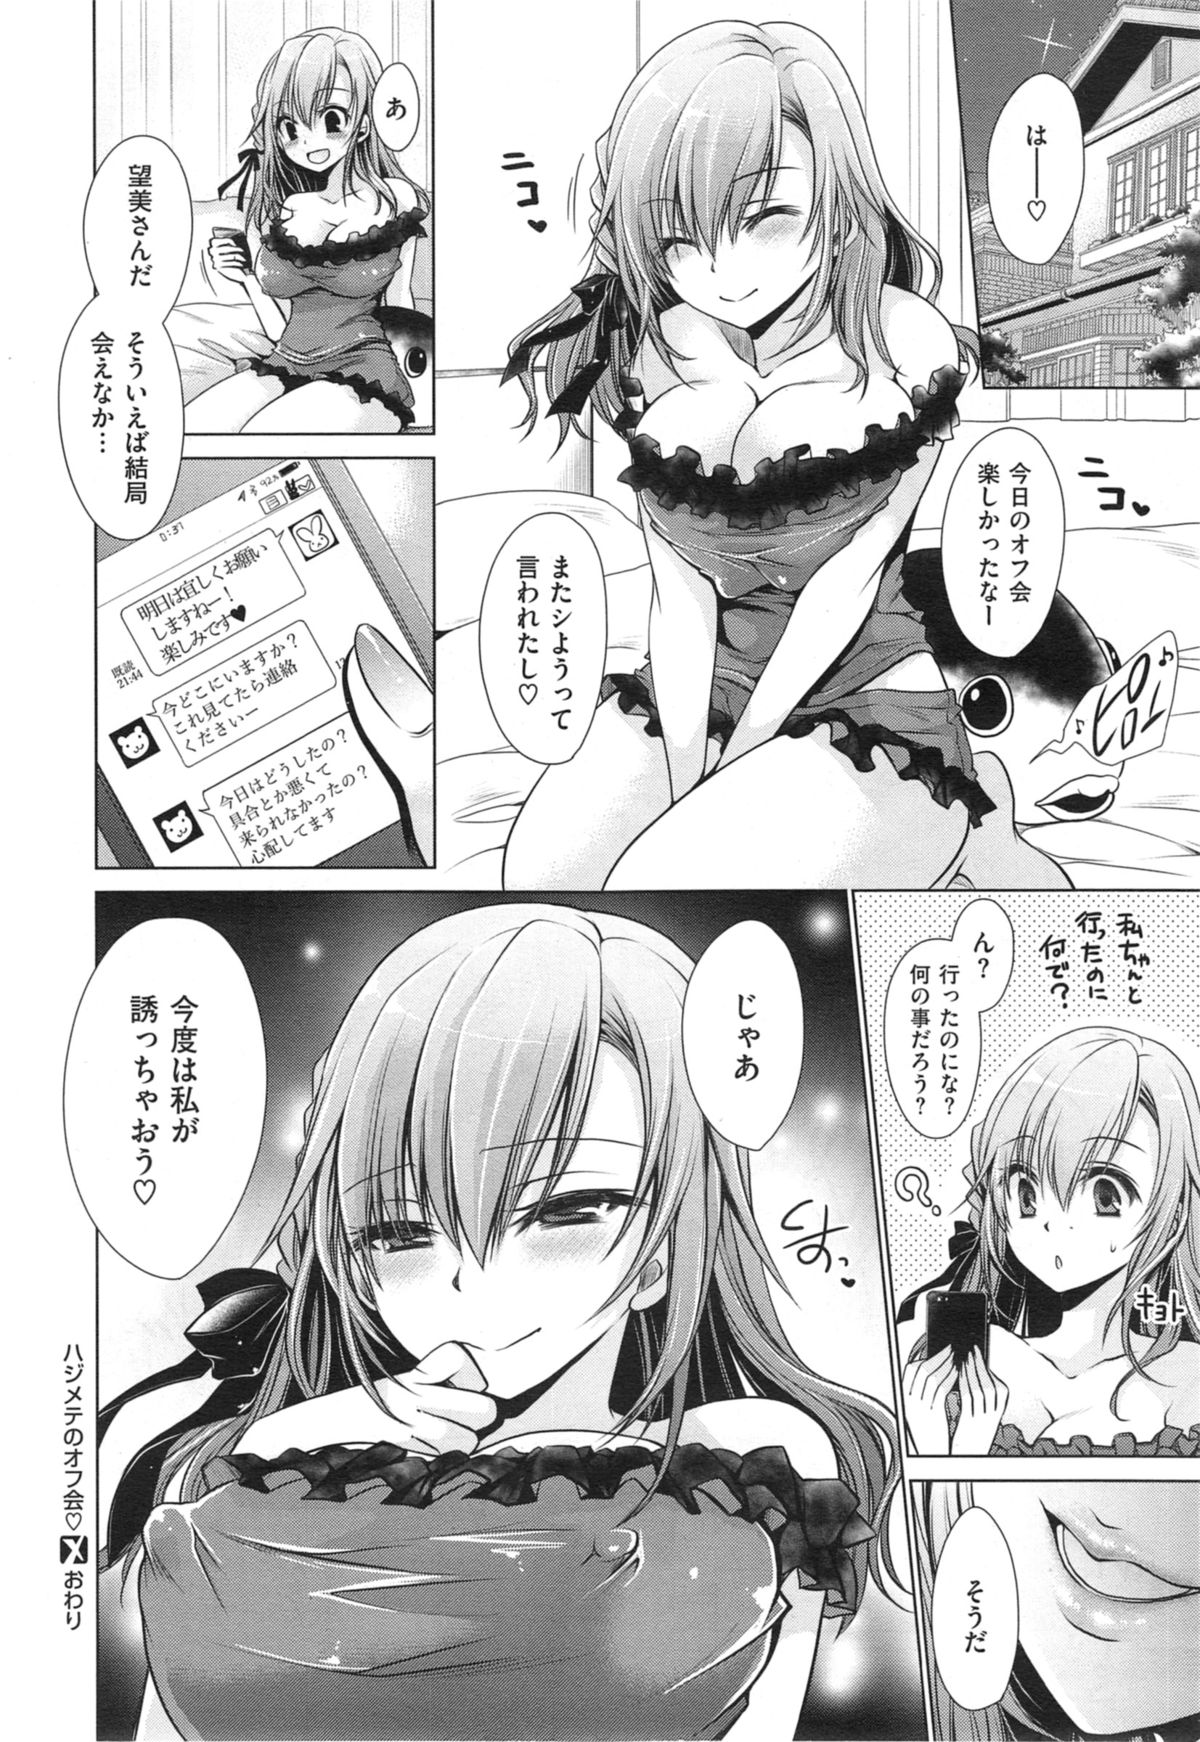 はー♡
今日のオフ会
楽しかったなー
ニコ
ニコ
またシようって
言われたし♡
ピロロー
あ
望美さんだ
そういえば結局
会えなか…
0:37
92%
明日は宜しくお願い
しますねー！
楽しみです♥
既読
21:44
今どこにいますか？
これ見てたら連絡
くださいー
今日はどうしたの？
具合とか悪くて
来られなかったの？
心配してます
私ちゃんと
行ったのに
何で？
ん？
行ったのにな？
何の事だろう？
？
キョト
そうだ
じゃあ
今度は私が
誘っちゃおう♡
ハジメテのオフ会♡
X おわり